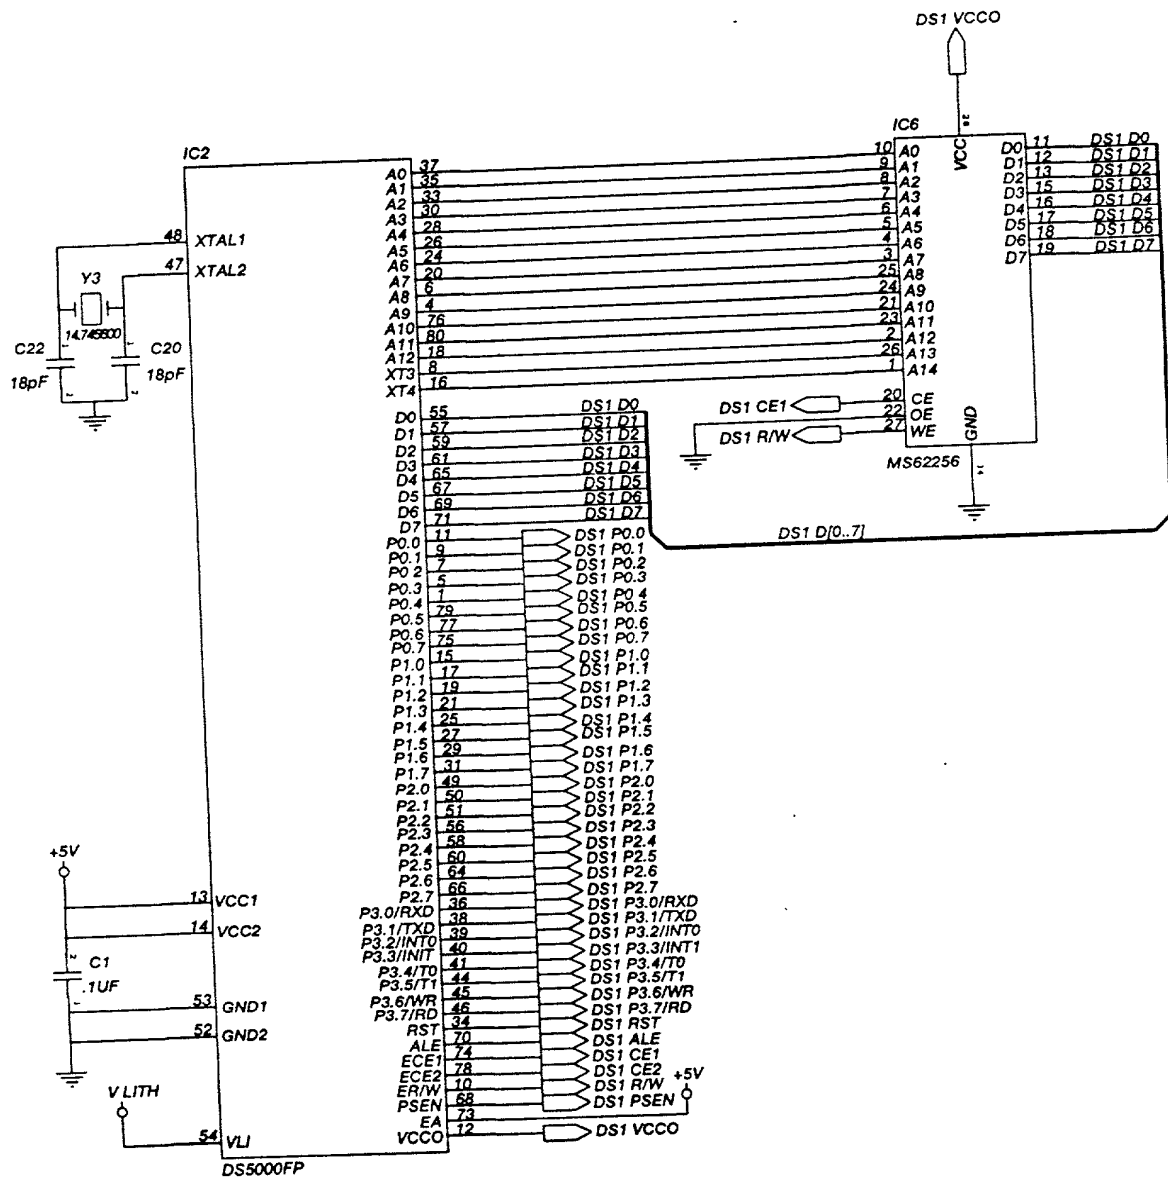 DS1 VCCO
IC6
28
VCC
10 A0
9 A1
8 A2
7 A3
6 A4
5 A5
4 A6
3 A7
25 A8
24 A9
21 A10
23 A11
2 A12
26 A13
1 A14
D0 11 DS1 D0
D1 12 DS1 D1
D2 13 DS1 D2
D3 15 DS1 D3
D4 16 DS1 D4
D5 17 DS1 D5
D6 18 DS1 D6
D7 19 DS1 D7
DS1 CE1 20 CE
22 OE
DS1 R/W 27 WE
GND
14
MS62256
DS1 D[0..7]
IC2
48 XTAL1
47 XTAL2
Y3
14.745600
C22
18pF
C20
18pF
A0 37
A1 35
A2 33
A3 30
A4 28
A5 26
A6 24
A7 20
A8 6
A9 4
A10 76
A11 80
A12 18
XT3 8
XT4 16
D0 55 DS1 D0
D1 57 DS1 D1
D2 59 DS1 D2
D3 61 DS1 D3
D4 65 DS1 D4
D5 67 DS1 D5
D6 69 DS1 D6
D7 71 DS1 D7
P0.0 11 DS1 P0.0
P0.1 9 DS1 P0.1
P0 2 7 DS1 P0.2
P0.3 5 DS1 P0.3
P0.4 1 DS1 P0 4
P0.5 79 DS1 P0.5
P0.6 77 DS1 P0.6
P0.7 75 DS1 P0.7
P1.0 15 DS1 P1.0
P1.1 17 DS1 P1.1
P1.2 19 DS1 P1.2
P1.3 21 DS1 P1.3
P1.4 25 DS1 P1.4
P1.5 27 DS1 P1.5
P1.6 29 DS1 P1.6
P1.7 31 DS1 P1.7
P2.0 49 DS1 P2.0
P2.1 50 DS1 P2.1
P2.2 51 DS1 P2.2
P2.3 56 DS1 P2.3
P2.4 58 DS1 P2.4
P2.5 60 DS1 P2.5
P2.6 64 DS1 P2.6
P2.7 66 DS1 P2.7
P3.0/RXD 36 DS1 P3.0/RXD
P3.1/TXD 38 DS1 P3.1/TXD
P3.2/INT0 39 DS1 P3.2/INT0
P3.3/INIT 40 DS1 P3.3/INT1
P3.4/T0 41 DS1 P3.4/T0
P3.5/T1 44 DS1 P3.5/T1
P3.6/WR 45 DS1 P3.6/WR
P3.7/RD 46 DS1 P3.7/RD
RST 34 DS1 RST
ALE 70 DS1 ALE
ECE1 74 DS1 CE1
ECE2 78 DS1 CE2
ER/W 10 DS1 R/W
PSEN 68 DS1 PSEN
EA 73 +5V
VCCO 12 DS1 VCCO
+5V
13 VCC1
14 VCC2
C1
.1UF
53 GND1
52 GND2
V LITH
54 VLI
DS5000FP